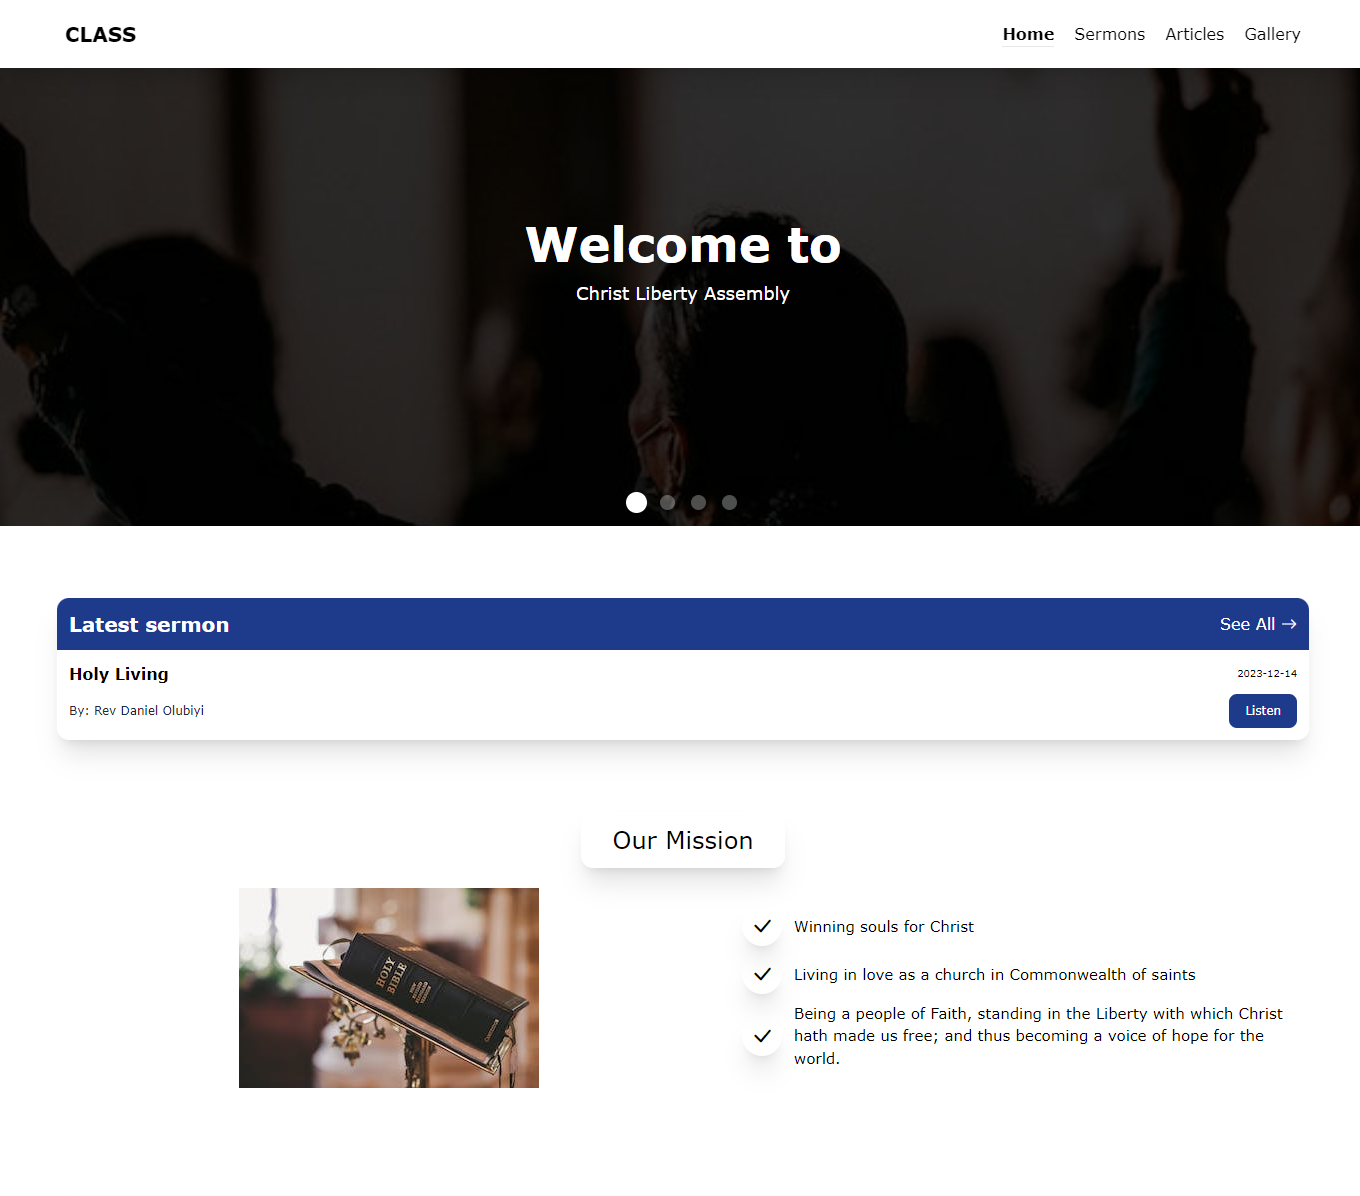 CLASS
Home Sermons Articles Gallery
Welcome to
Christ Liberty Assembly
Latest sermon
See All →
Holy Living
2023-12-14
By: Rev Daniel Olubiyi
Listen
Our Mission
HOLY
BIBLE
Winning souls for Christ
Living in love as a church in Commonwealth of saints
Being a people of Faith, standing in the Liberty with which Christ
hath made us free; and thus becoming a voice of hope for the
world.